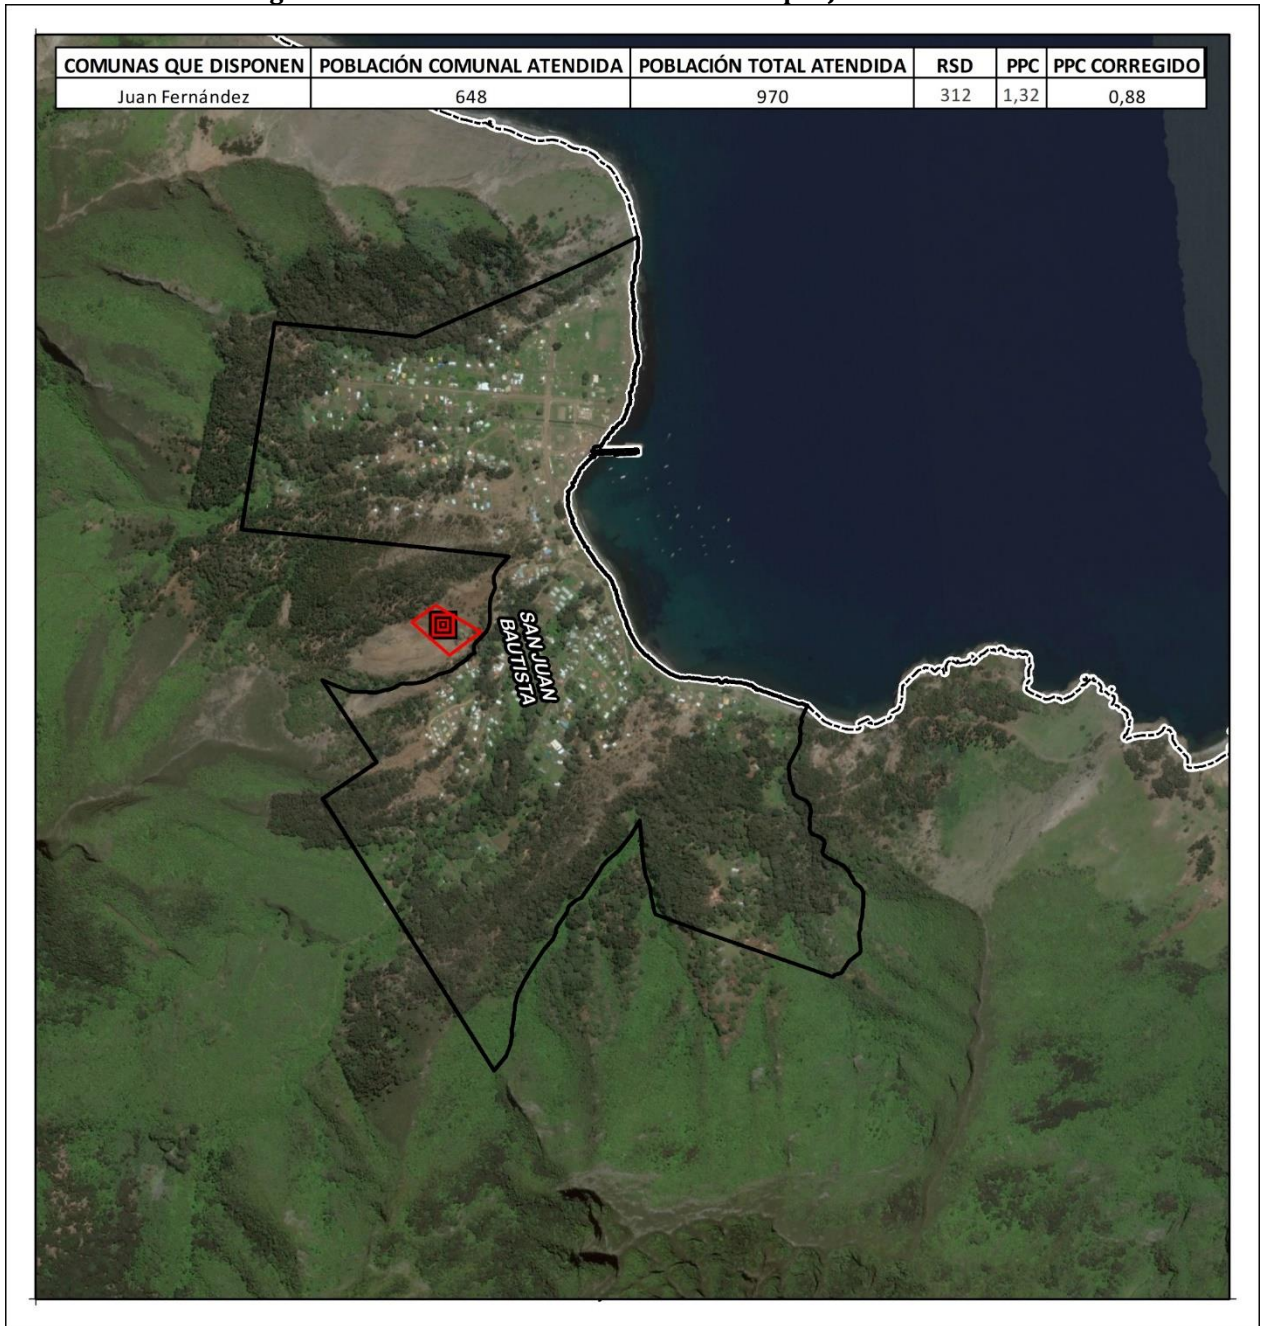 COMUNAS QUE DISPONEN POBLACIÓN COMUNAL ATENDIDA POBLACIÓN TOTAL ATENDIDA RSD PPC PPC CORREGIDO
Juan Fernández 648 970 312 1,32 0,88
SAN JUAN
BAUTISTA